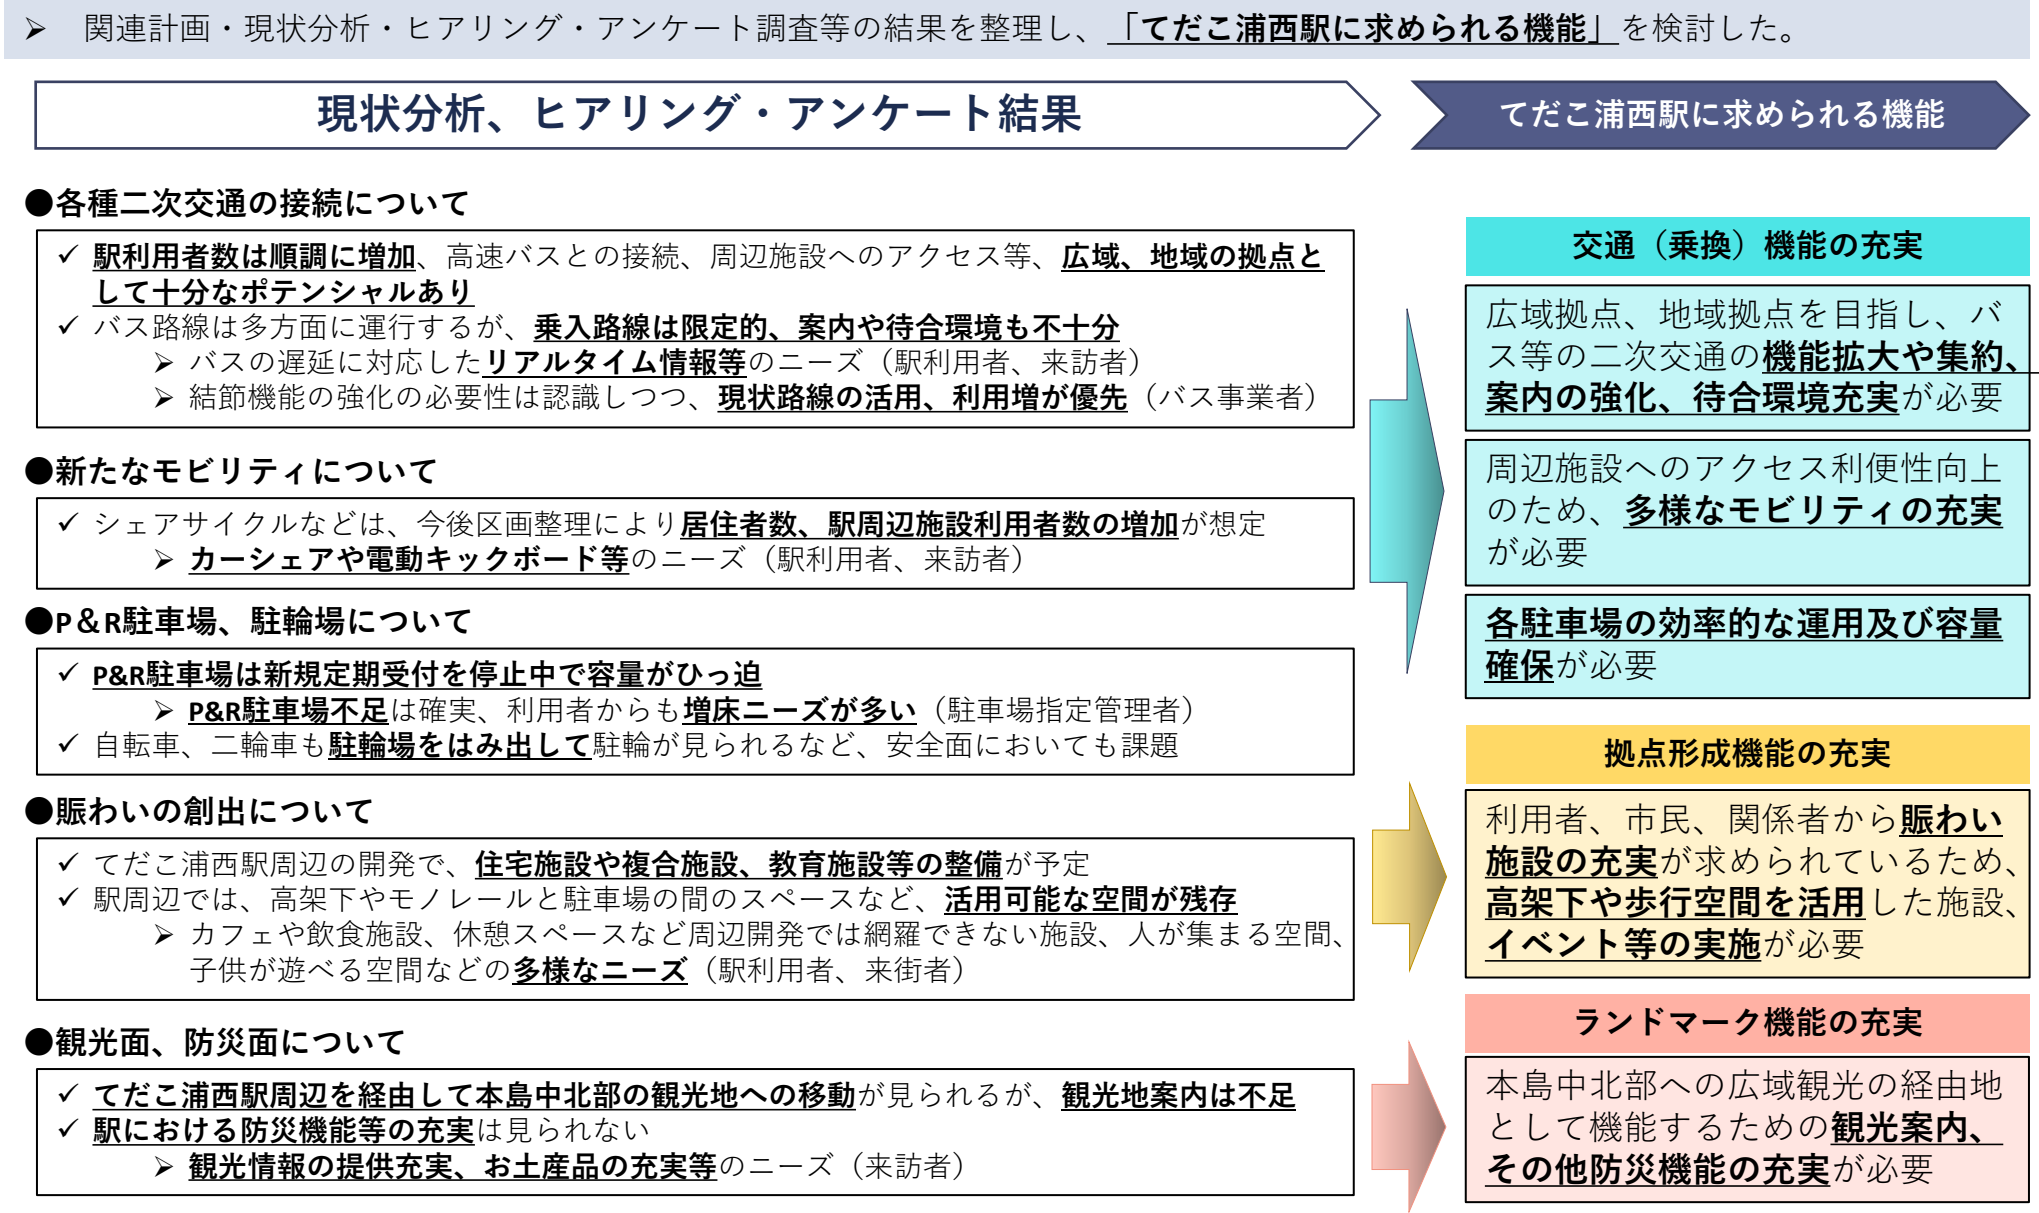 ➢ 関連計画・現状分析・ヒアリング・アンケート調査等の結果を整理し、「てだこ浦西駅に求められる機能」を検討した。
現状分析、ヒアリング・アンケート結果
てだこ浦西駅に求められる機能
●各種二次交通の接続について
✓ 駅利用者数は順調に増加、高速バスとの接続、周辺施設へのアクセス等、広域、地域の拠点と
して十分なポテンシャルあり
✓ バス路線は多方面に運行するが、乗入路線は限定的、案内や待合環境も不十分
➢ バスの遅延に対応したリアルタイム情報等のニーズ（駅利用者、来訪者）
➢ 結節機能の強化の必要性は認識しつつ、現状路線の活用、利用増が優先（バス事業者）
●新たなモビリティについて
✓ シェアサイクルなどは、今後区画整理により居住者数、駅周辺施設利用者数の増加が想定
➢ カーシェアや電動キックボード等のニーズ（駅利用者、来訪者）
●P＆R駐車場、駐輪場について
✓ P&R駐車場は新規定期受付を停止中で容量がひっ迫
➢ P&R駐車場不足は確実、利用者からも増床ニーズが多い（駐車場指定管理者）
✓ 自転車、二輪車も駐輪場をはみ出して駐輪が見られるなど、安全面においても課題
●賑わいの創出について
✓ てだこ浦西駅周辺の開発で、住宅施設や複合施設、教育施設等の整備が予定
✓ 駅周辺では、高架下やモノレールと駐車場の間のスペースなど、活用可能な空間が残存
➢ カフェや飲食施設、休憩スペースなど周辺開発では網羅できない施設、人が集まる空間、
子供が遊べる空間などの多様なニーズ（駅利用者、来街者）
●観光面、防災面について
✓ てだこ浦西駅周辺を経由して本島中北部の観光地への移動が見られるが、観光地案内は不足
✓ 駅における防災機能等の充実は見られない
➢ 観光情報の提供充実、お土産品の充実等のニーズ（来訪者）
交通（乗換）機能の充実
広域拠点、地域拠点を目指し、バ
ス等の二次交通の機能拡大や集約、
案内の強化、待合環境充実が必要
周辺施設へのアクセス利便性向上
のため、多様なモビリティの充実
が必要
各駐車場の効率的な運用及び容量
確保が必要
拠点形成機能の充実
利用者、市民、関係者から賑わい
施設の充実が求められているため、
高架下や歩行空間を活用した施設、
イベント等の実施が必要
ランドマーク機能の充実
本島中北部への広域観光の経由地
として機能するための観光案内、
その他防災機能の充実が必要